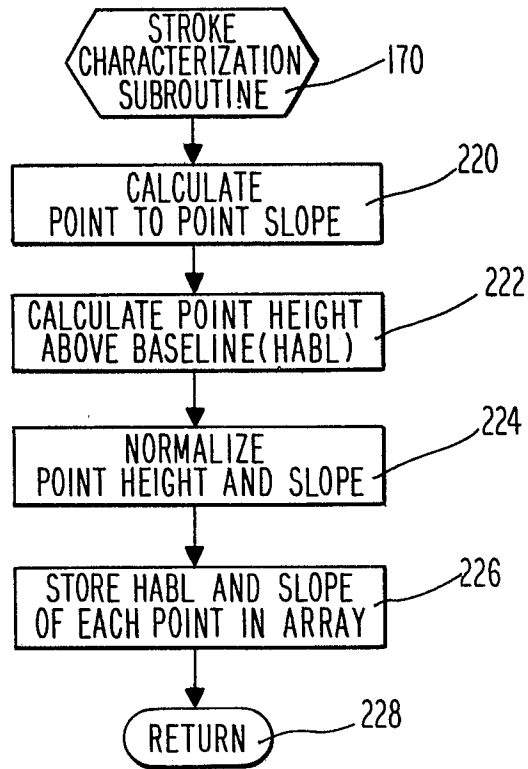 STROKE
CHARACTERIZATION
SUBROUTINE
170
220
CALCULATE
POINT TO POINT SLOPE
222
CALCULATE POINT HEIGHT
ABOVE BASELINE(HABL)
224
NORMALIZE
POINT HEIGHT AND SLOPE
226
STORE HABL AND SLOPE
OF EACH POINT IN ARRAY
228
RETURN